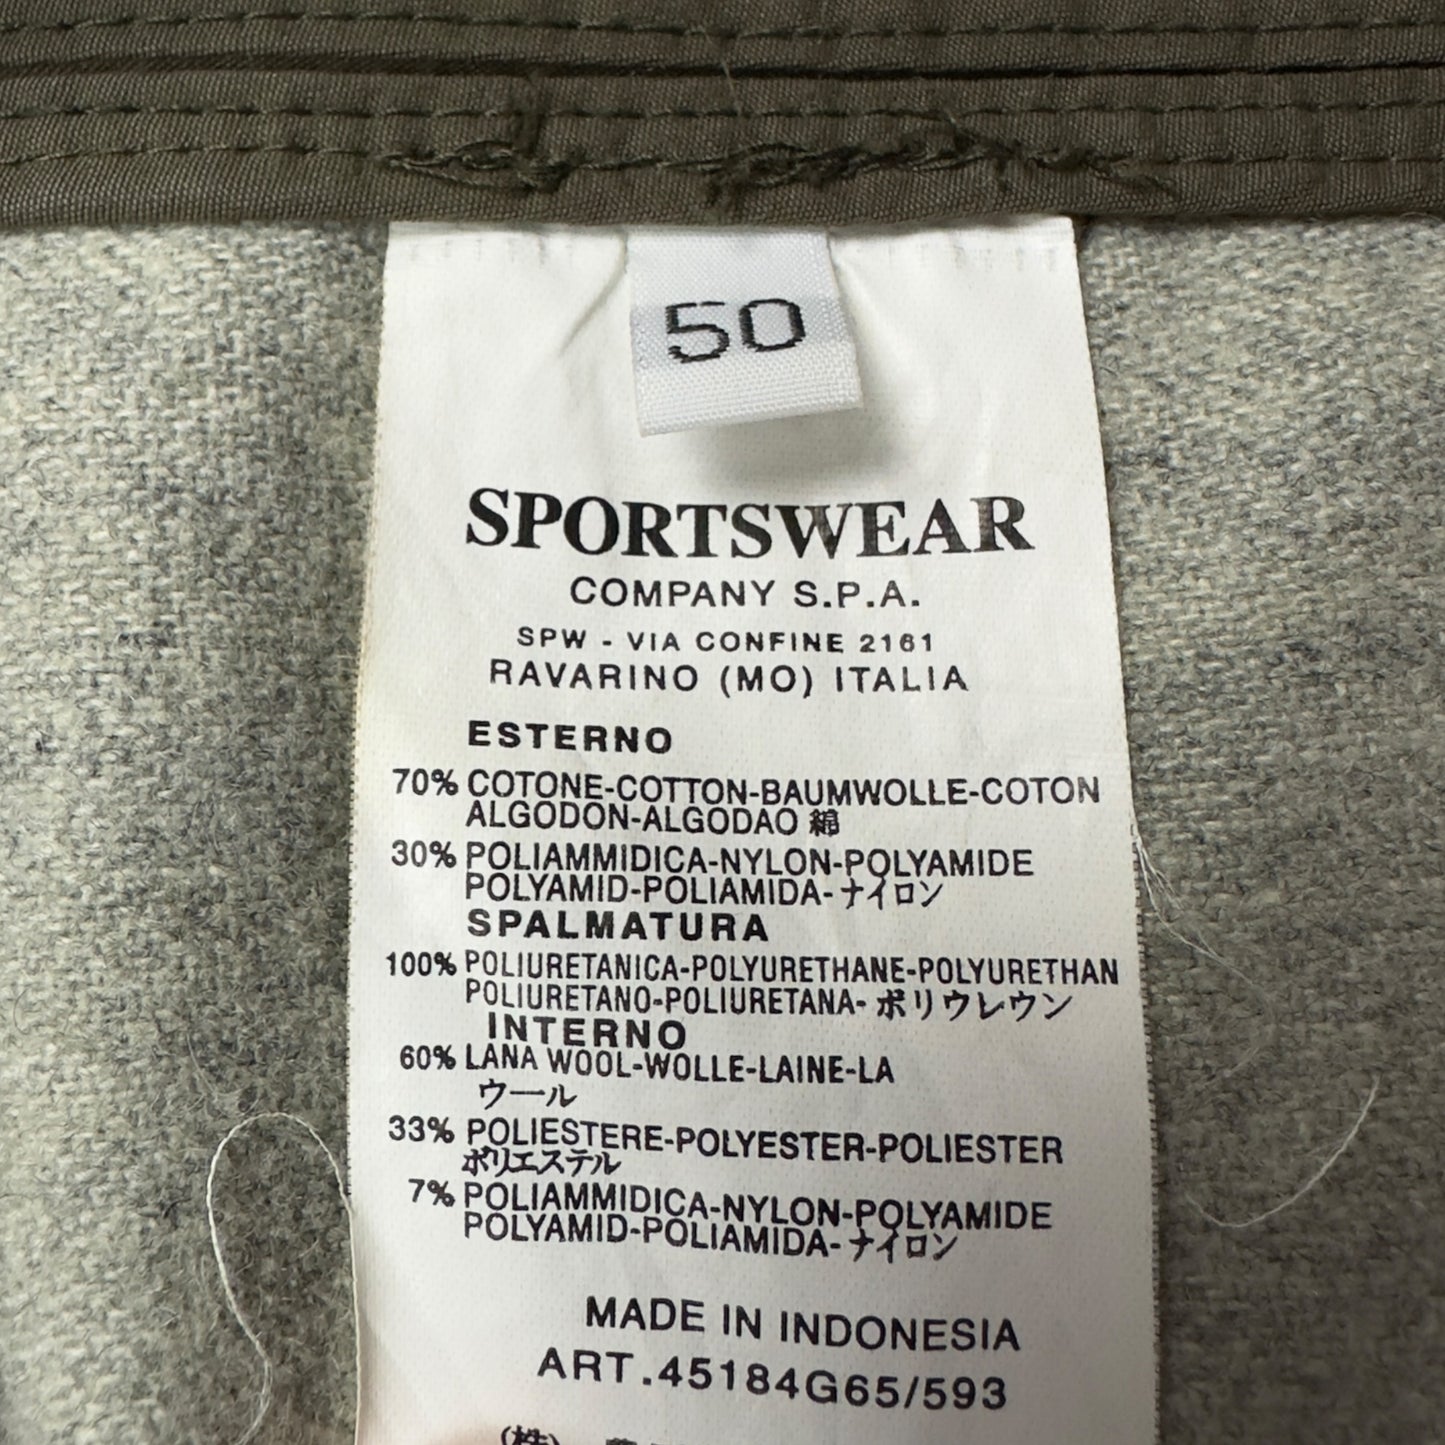 50
SPORTSWEAR
COMPANY S.P.A.
SPW - VIA CONFINE 2161
RAVARINO (MO) ITALIA
ESTERNO
70% COTONE-COTTON-BAUMWOLLE-COTON
ALGODON-ALGODAO 綿
30% POLIAMMIDICA-NYLON-POLYAMIDE
POLYAMID-POLIAMIDA-ナイロン
SPALMATURA
100% POLIURETANICA-POLYURETHANE-POLYURETHAN
POLIURETANO-POLIURETANA-ポリウレウン
INTERNO
60% LANA WOOL-WOLLE-LAINE-LA
ウール
33% POLIESTERE-POLYESTER-POLIESTER
ポリエステル
7% POLIAMMIDICA-NYLON-POLYAMIDE
POLYAMID-POLIAMIDA-ナイロン
MADE IN INDONESIA
ART.45184G65/593
(株)